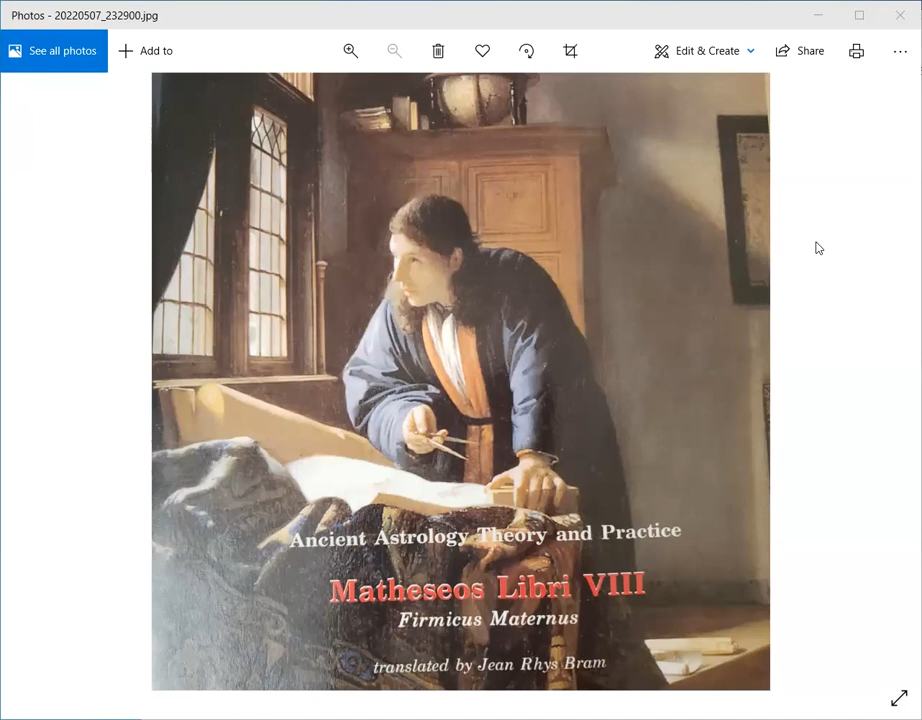 Photos - 20220507_232900.jpg
See all photos
Add to
Edit & Create
Share
Ancient Astrology Theory and Practice
Matheseos Libri VIII
Firmicus Maternus
translated by Jean Rhys Bram